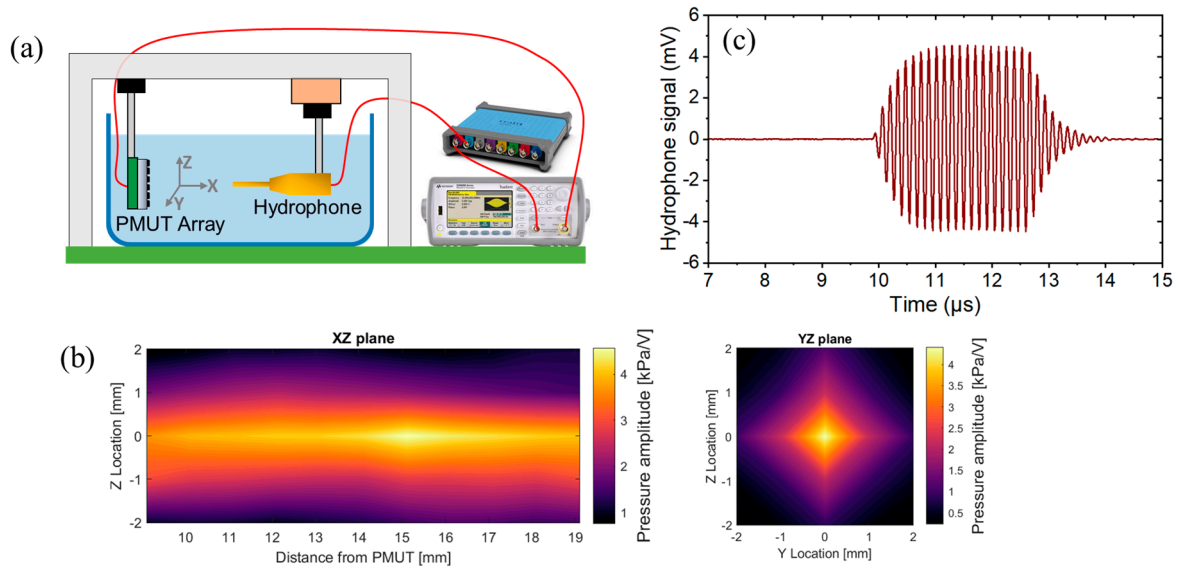 (a)
Z
X
Y
PMUT Array
Hydrophone
(c)
Hydrophone signal (mV)
6
4
2
0
-2
-4
-6
7 8 9 10 11 12 13 14 15
Time (µs)
(b)
XZ plane
Z Location [mm]
2
1
0
-1
-2
10 11 12 13 14 15 16 17 18 19
Distance from PMUT [mm]
4
3
2
1
Pressure amplitude [kPa/V]
YZ plane
Z Location [mm]
2
1
0
-1
-2
-2 -1 0 1 2
Y Location [mm]
4
3.5
3
2.5
2
1.5
1
0.5
Pressure amplitude [kPa/V]